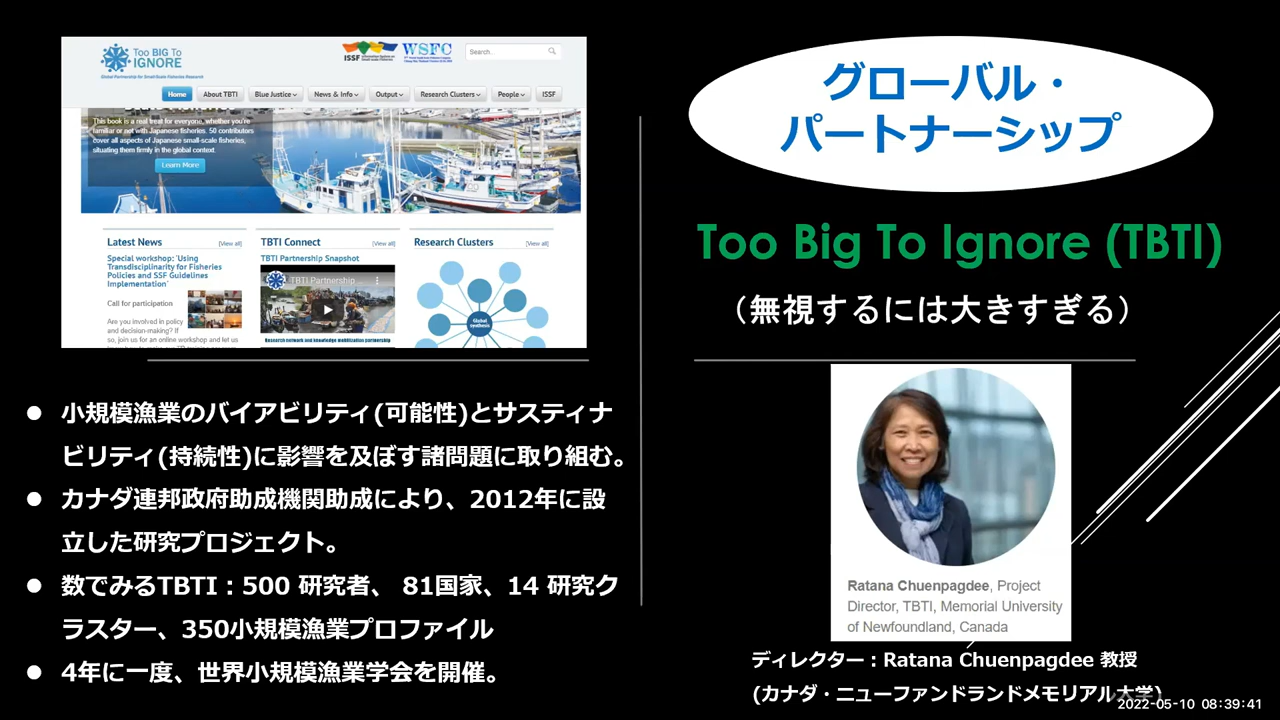 Too Big To
IGNORE
Global Partnership for Small-Scale Fisheries Research
ISSF
WSFC
Search...
Home
About TBTI
Blue Justice
News & Info
Output
Research Clusters
People
ISSF
This book is a real treat for everyone, whether you're
familiar or not with Japanese fisheries. 50 contributors
cover all aspects of Japanese small-scale fisheries,
situating them firmly in the global context.
Learn More
Latest News [View all]
Special workshop: 'Using
Transdisciplinarity for Fisheries
Policies and SSF Guidelines
Implementation'
Call for participation
Are you involved in policy
and decision-making? If
so, join us for an online workshop and let us
TBTI Connect [View all]
TBTI Partnership Snapshot
TBTI Partnership ...
Research network and knowledge mobilization partnership
Research Clusters [View all]
Global
Synthesis
グローバル・
パートナーシップ
Too Big To Ignore (TBTI)
（無視するには大きすぎる）
● 小規模漁業のバイアビリティ(可能性)とサスティナ
ビリティ(持続性)に影響を及ぼす諸問題に取り組む。
● カナダ連邦政府助成機関助成により、2012年に設
立した研究プロジェクト。
● 数でみるTBTI：500 研究者、 81国家、14 研究ク
ラスター、350小規模漁業プロファイル
● 4年に一度、世界小規模漁業学会を開催。
Ratana Chuenpagdee, Project
Director, TBTI, Memorial University
of Newfoundland, Canada
ディレクター：Ratana Chuenpagdee 教授
(カナダ・ニューファンドランドメモリアル大学)
2022-05-10 08:39:41